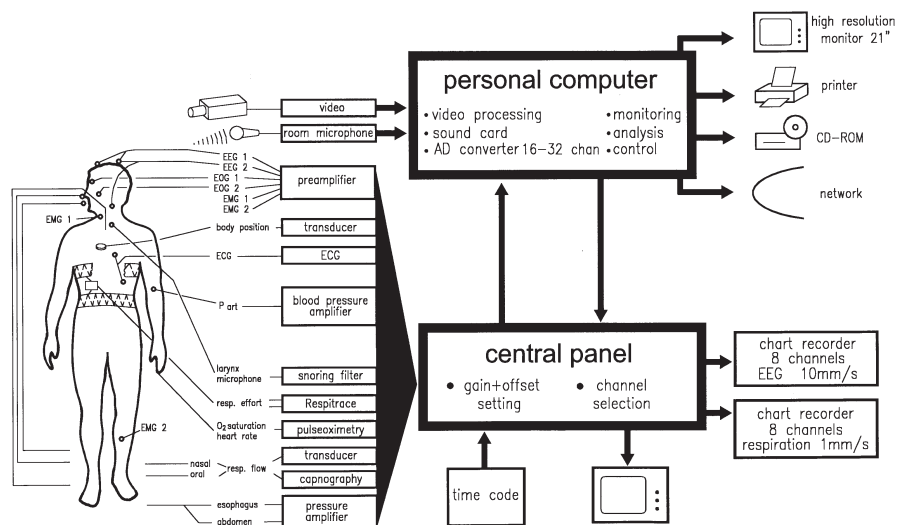 high resolution
monitor 21"
personal computer
• video processing
• sound card
• AD converter 16-32 chan
• monitoring
• analysis
• control
printer
CD-ROM
network
video
room microphone
EEG 1
EEG 2
EOG 1
EOG 2
EMG 1
EMG 2
preamplifier
EMG 1
body position
transducer
ECG
ECG
P art
blood pressure
amplifier
larynx
microphone
snoring filter
resp. effort
Respitrace
O2 saturation
heart rate
pulseoximetry
EMG 2
nasal
oral
resp. flow
transducer
capnography
esophagus
abdomen
pressure
amplifier
central panel
• gain+offset
setting
• channel
selection
chart recorder
8 channels
EEG 10mm/s
chart recorder
8 channels
respiration 1mm/s
time code